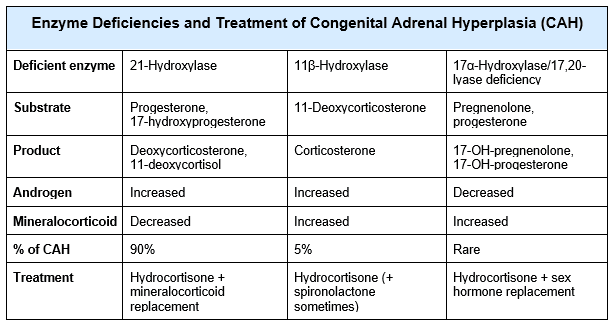 Enzyme Deficiencies and Treatment of Congenital Adrenal Hyperplasia (CAH)
Deficient enzyme 21-Hydroxylase 11β-Hydroxylase 17α-Hydroxylase/17,20-
lyase deficiency
Substrate Progesterone, 11-Deoxycorticosterone Pregnenolone,
17-hydroxyprogesterone progesterone
Product Deoxycorticosterone, Corticosterone 17-OH-pregnenolone,
11-deoxycortisol 17-OH-progesterone
Androgen Increased Increased Decreased
Mineralocorticoid Decreased Increased Increased
% of CAH 90% 5% Rare
Treatment Hydrocortisone + Hydrocortisone (+ Hydrocortisone + sex
mineralocorticoid spironolactone hormone replacement
replacement sometimes)